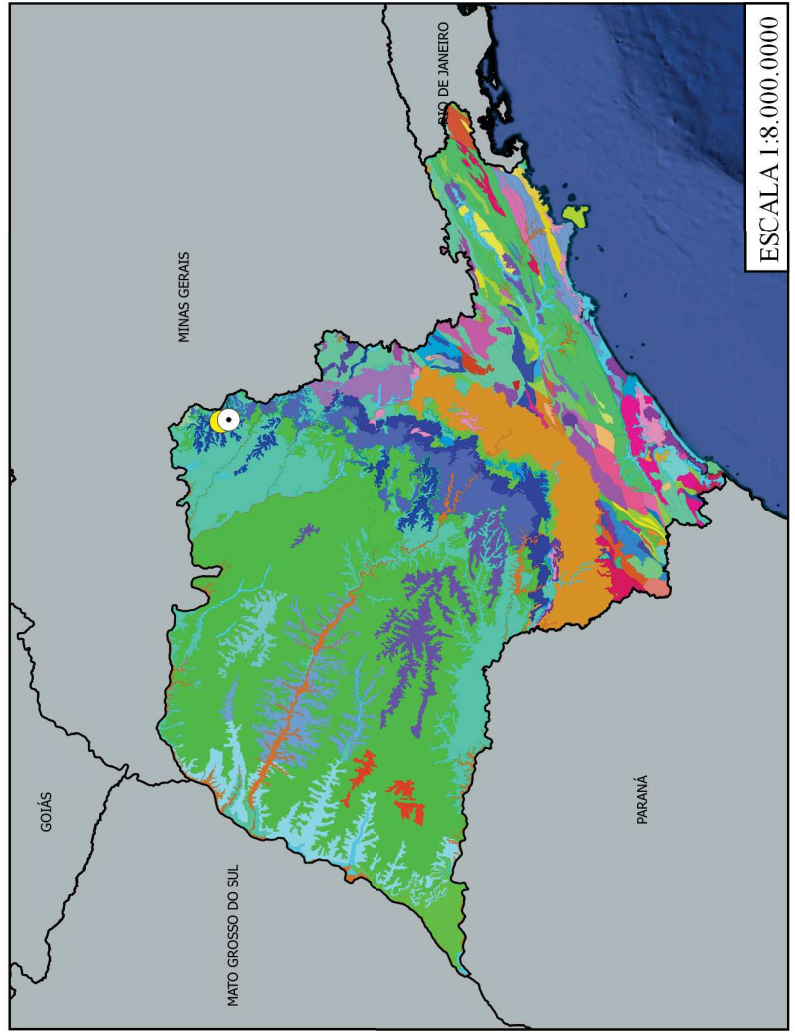 GOIÁS
MINAS GERAIS
MATO GROSSO DO SUL
RIO DE JANEIRO
PARANÁ
ESCALA 1:8.000.0000